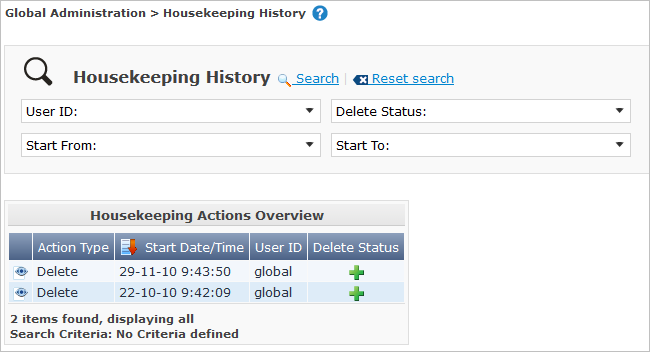 Global Administration > Housekeeping History ?
Housekeeping History Search | Reset search
User ID: Delete Status:
Start From: Start To:
Housekeeping Actions Overview
Action Type Start Date/Time User ID Delete Status
Delete 29-11-10 9:43:50 global
Delete 22-10-10 9:42:09 global
2 items found, displaying all
Search Criteria: No Criteria defined